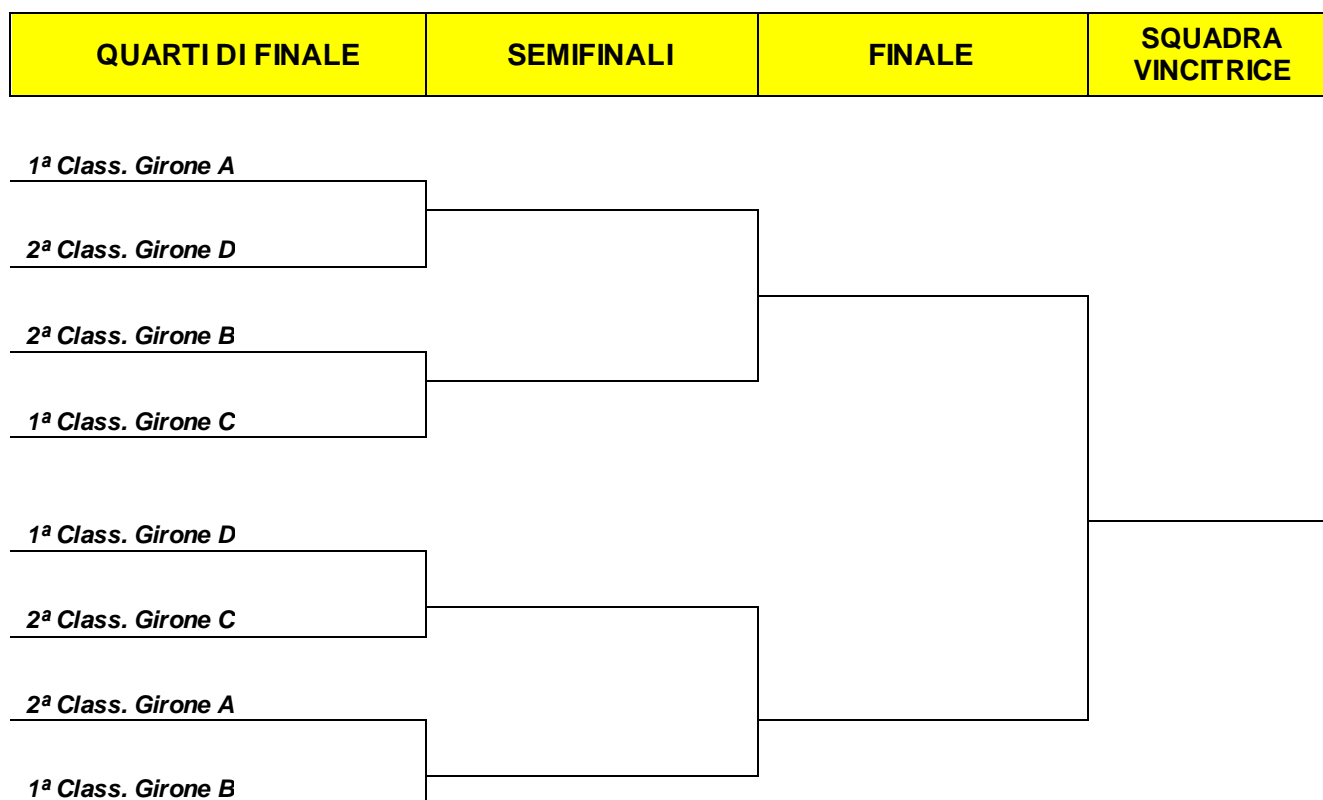 QUARTI DI FINALE
SEMIFINALI
FINALE
SQUADRA
VINCITRICE
1ª Class. Girone A
2ª Class. Girone D
2ª Class. Girone B
1ª Class. Girone C
1ª Class. Girone D
2ª Class. Girone C
2ª Class. Girone A
1ª Class. Girone B